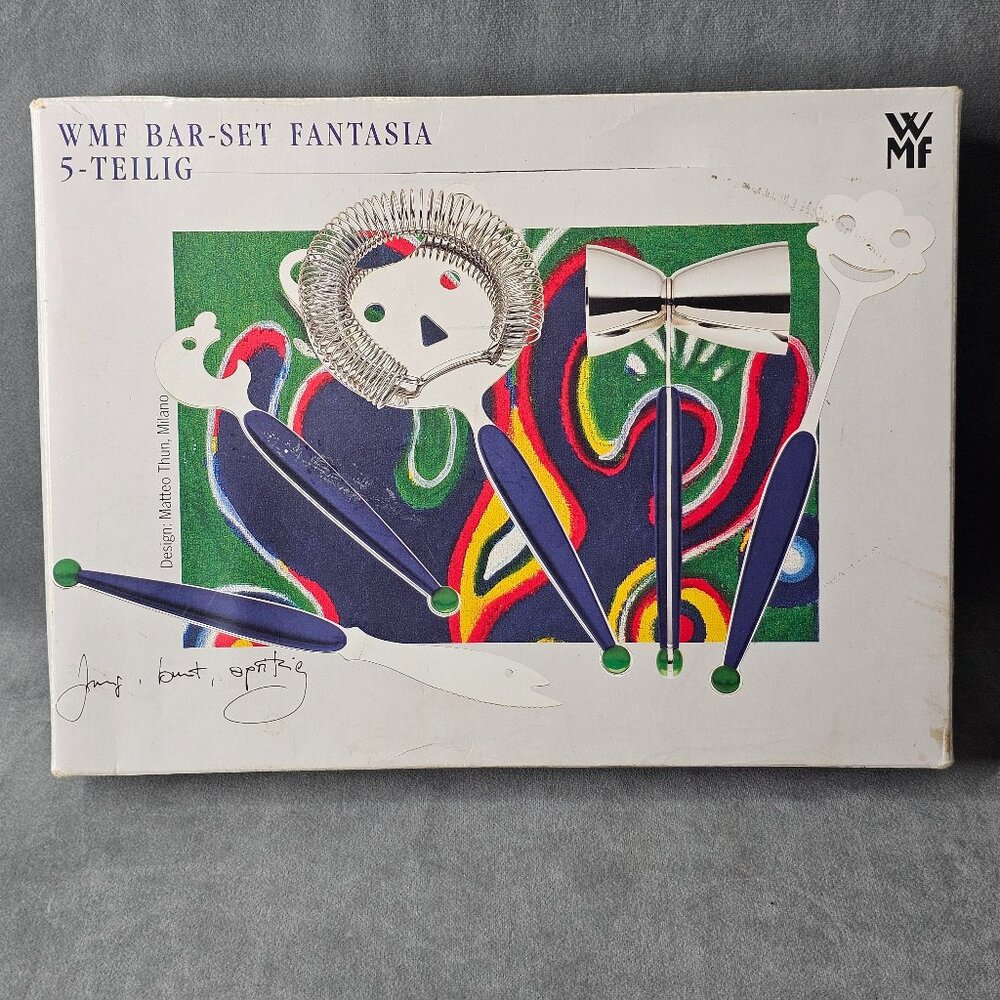 WMF BAR-SET FANTASIA
5-TEILIG
WMF
Design: Matteo Thun, Milano
Jung, bunt, spritzig